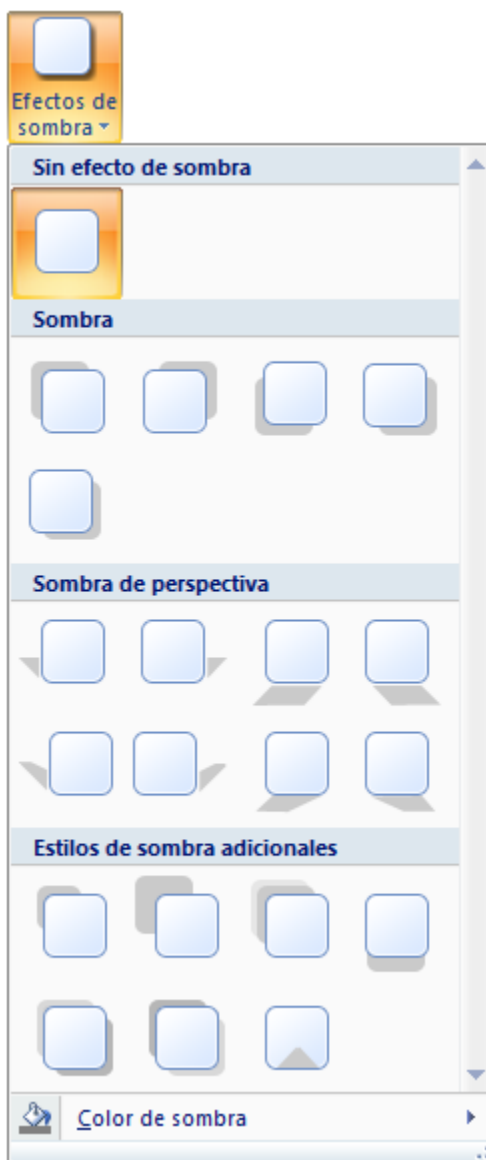 Efectos de
sombra
Sin efecto de sombra
Sombra
Sombra de perspectiva
Estilos de sombra adicionales
Color de sombra